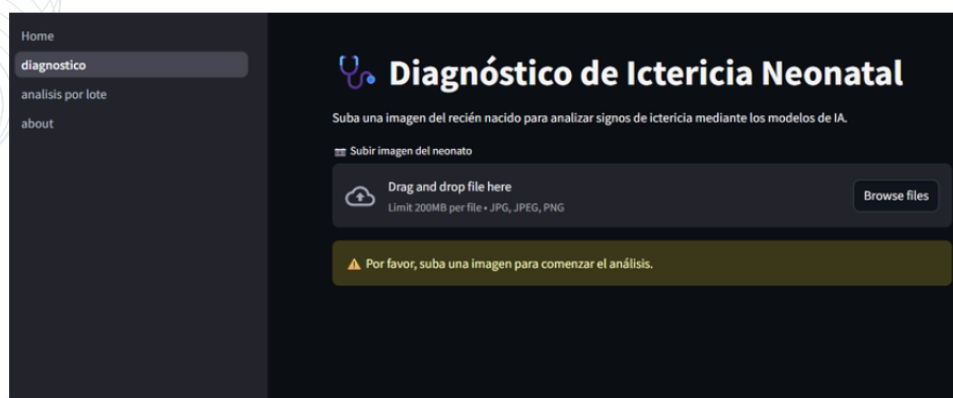 Home
diagnostico
analisis por lote
about
Diagnóstico de Ictericia Neonatal
Suba una imagen del recién nacido para analizar signos de ictericia mediante los modelos de IA.
Subir imagen del neonato
Drag and drop file here
Limit 200MB per file • JPG, JPEG, PNG
Browse files
Por favor, suba una imagen para comenzar el análisis.